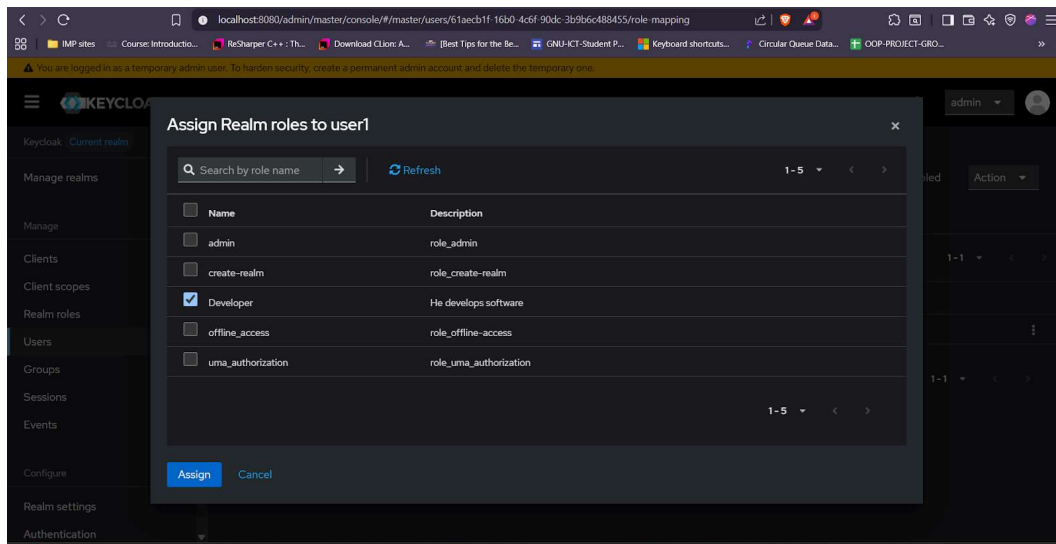 localhost:8080/admin/master/console/#/master/users/61aecb1f-16b0-4c6f-90dc-3b9b6c488455/role-mapping
IMP sites Course: Introductio... ReSharper C++ : Th... Download CLion: A... [Best Tips for the Be... GNU-ICT-Student P... Keyboard shortcuts... Circular Queue Data... OOP-PROJECT-GRO... »
You are logged in as a temporary admin user. To harden security, create a permanent admin account and delete the temporary one.
KEYCLOA
admin
Assign Realm roles to user1
Keycloak Current realm
Search by role name
Refresh
1-5
Manage realms
bled
Action
Name Description
Manage
admin role_admin
Clients
1-1
create-realm role_create-realm
Client scopes
Developer He develops software
Realm roles
offline_access role_offline-access
Users
uma_authorization role_uma_authorization
Groups
1-1
Sessions
1-5
Events
Assign Cancel
Configure
Realm settings
Authentication